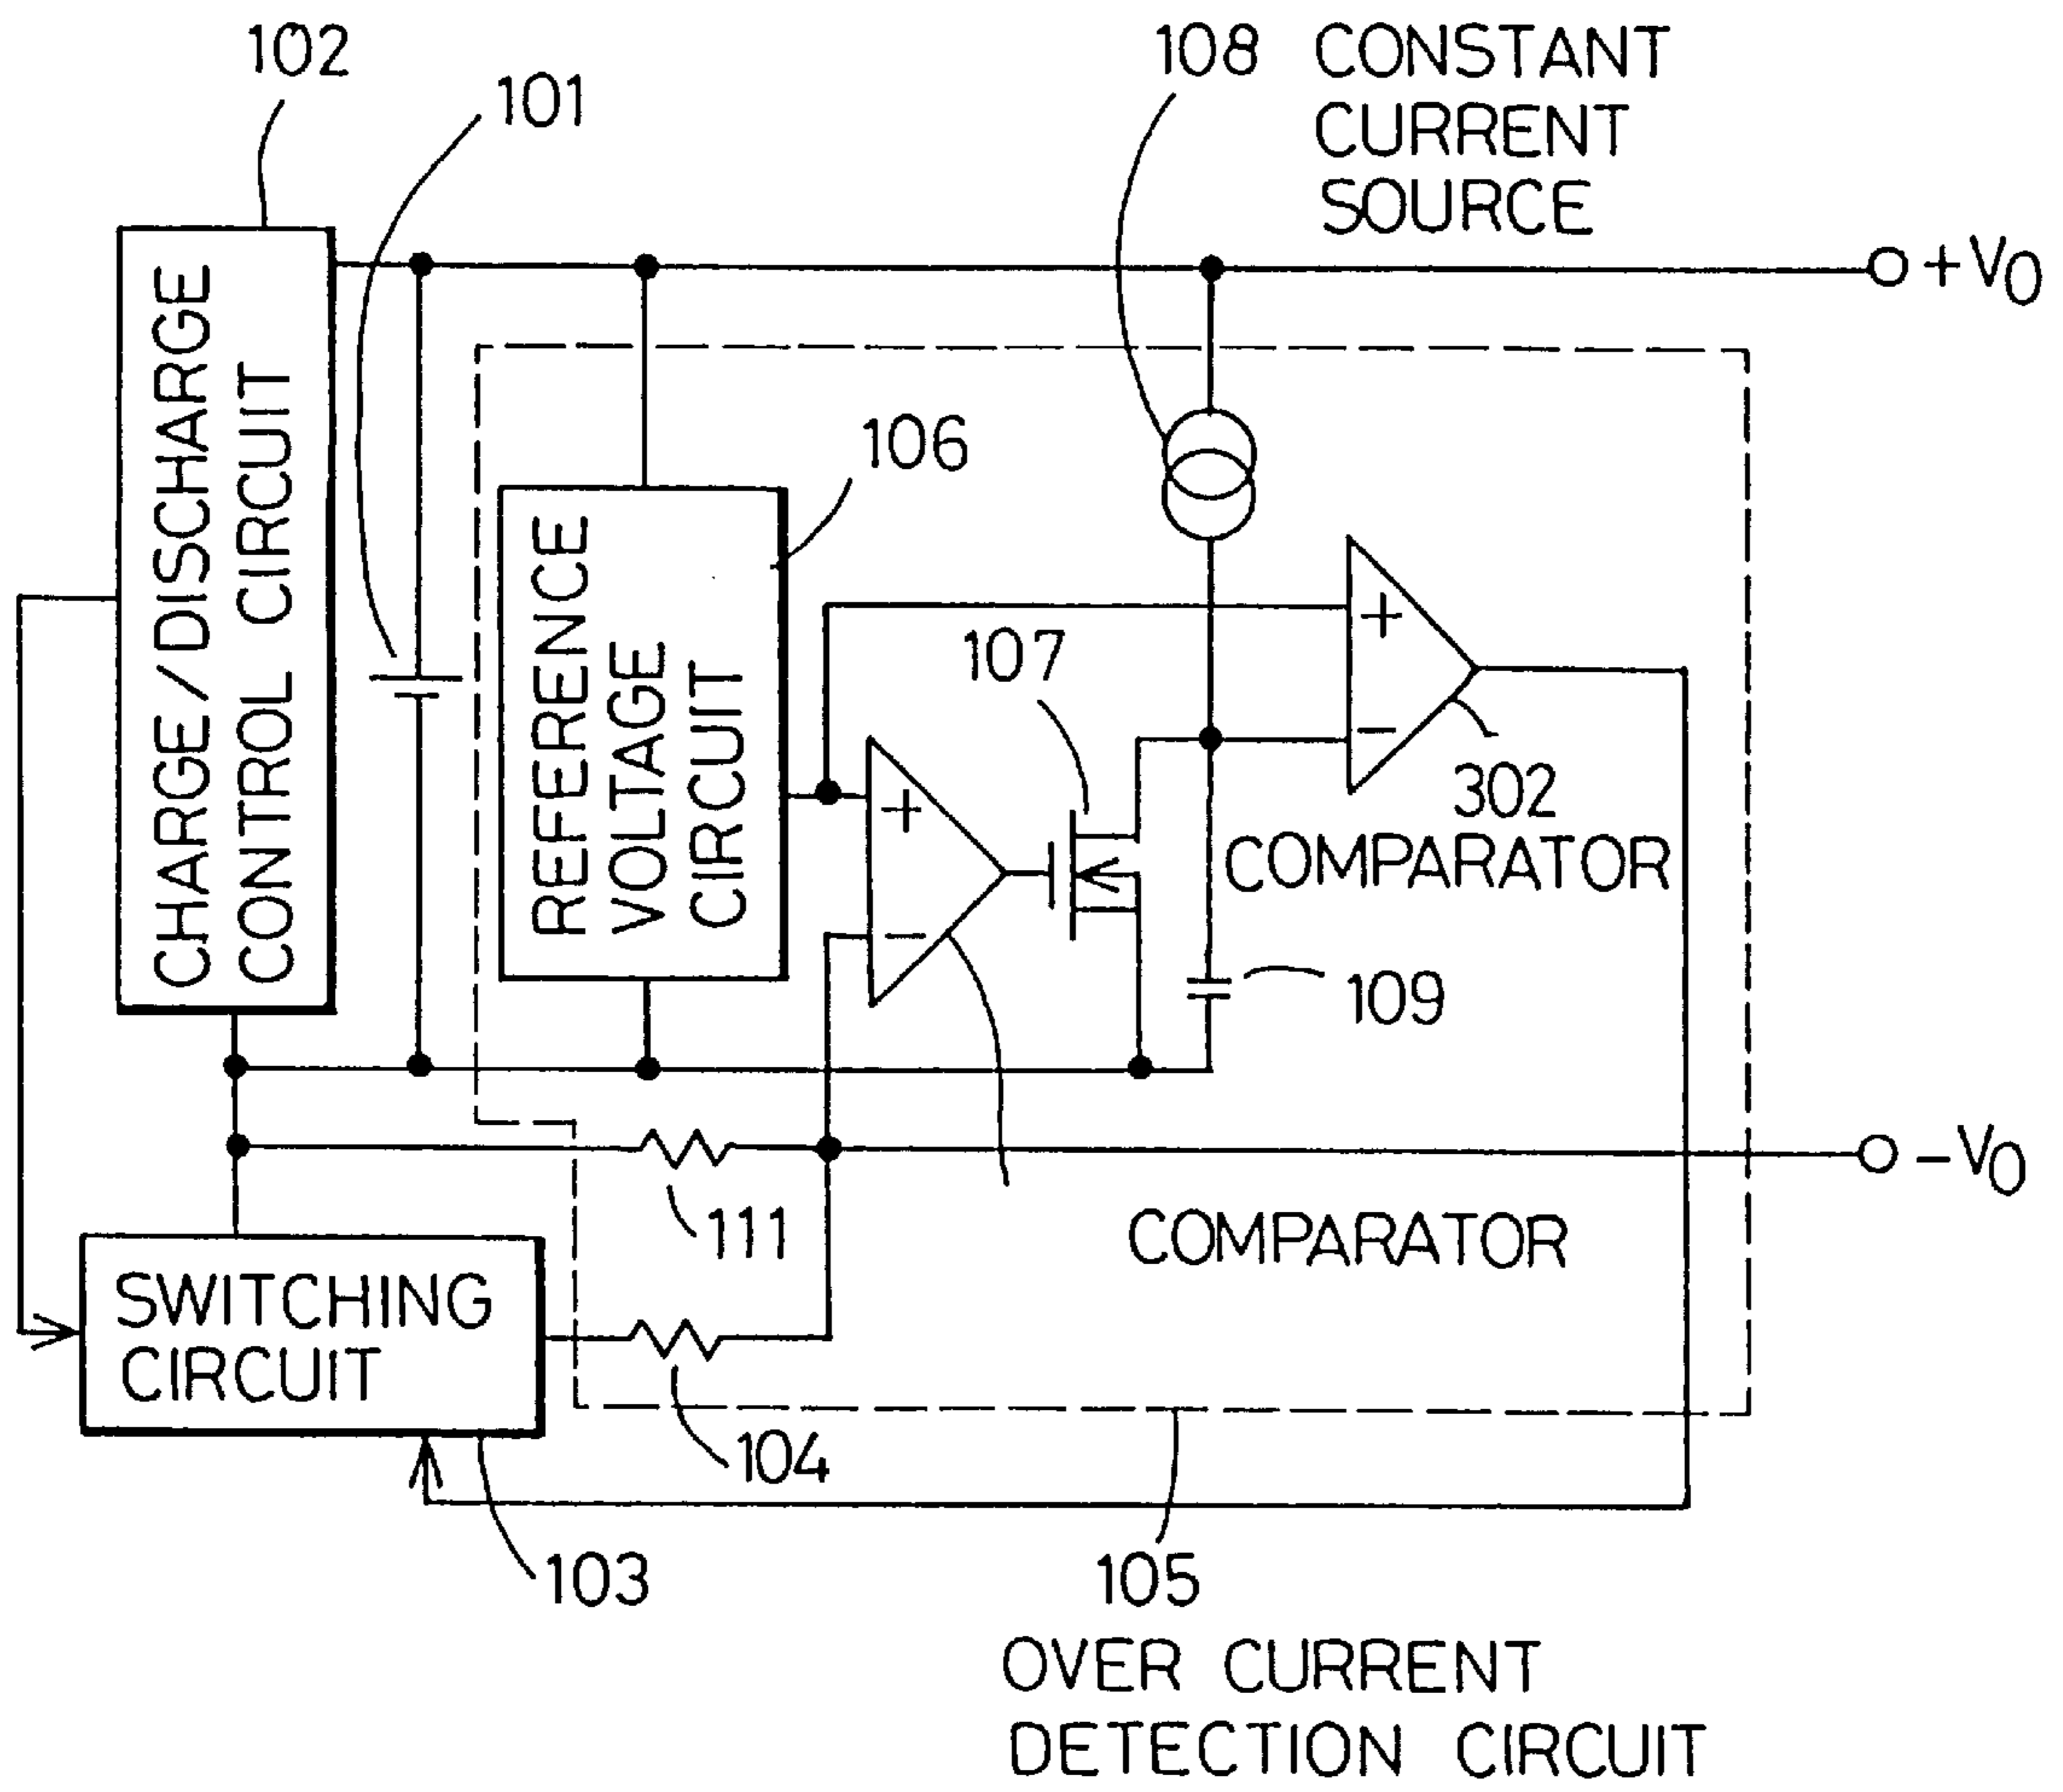 102
101
108 CONSTANT
CURRENT
SOURCE
+V0
CHARGE/DISCHARGE
CONTROL CIRCUIT
106
REFERENCE
VOLTAGE
CIRCUIT
107
+
−
302
COMPARATOR
+
−
109
111
−V0
COMPARATOR
SWITCHING
CIRCUIT
104
103
105
OVER CURRENT
DETECTION CIRCUIT